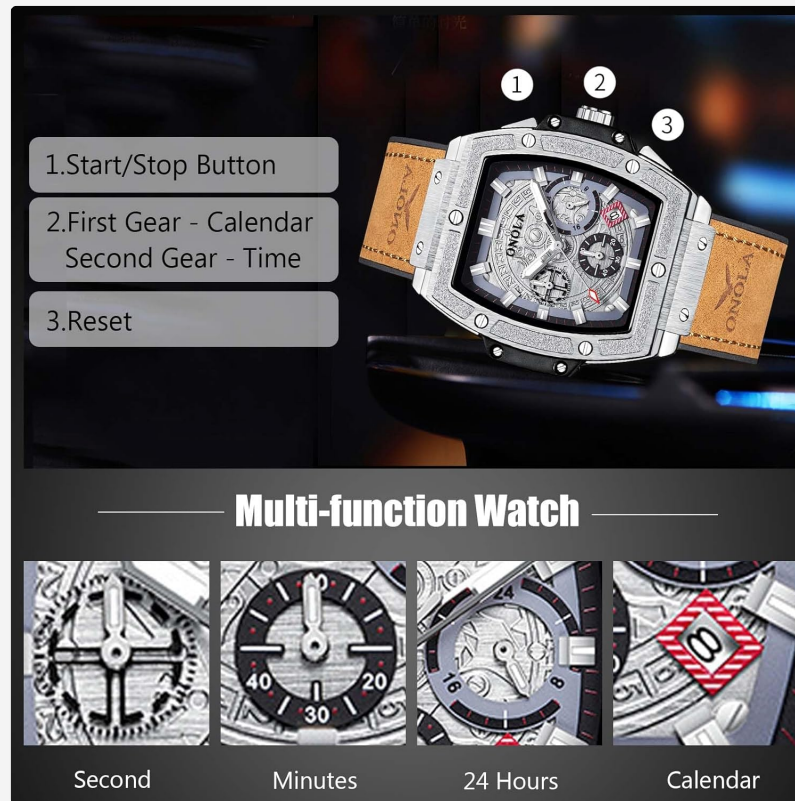 1
2
3
1.Start/Stop Button
2.First Gear - Calendar
Second Gear - Time
3.Reset
ONOLA
ONOLA
ONOLA
Multi-function Watch
60
40
20
30
24
16
8
8
Second
Minutes
24 Hours
Calendar